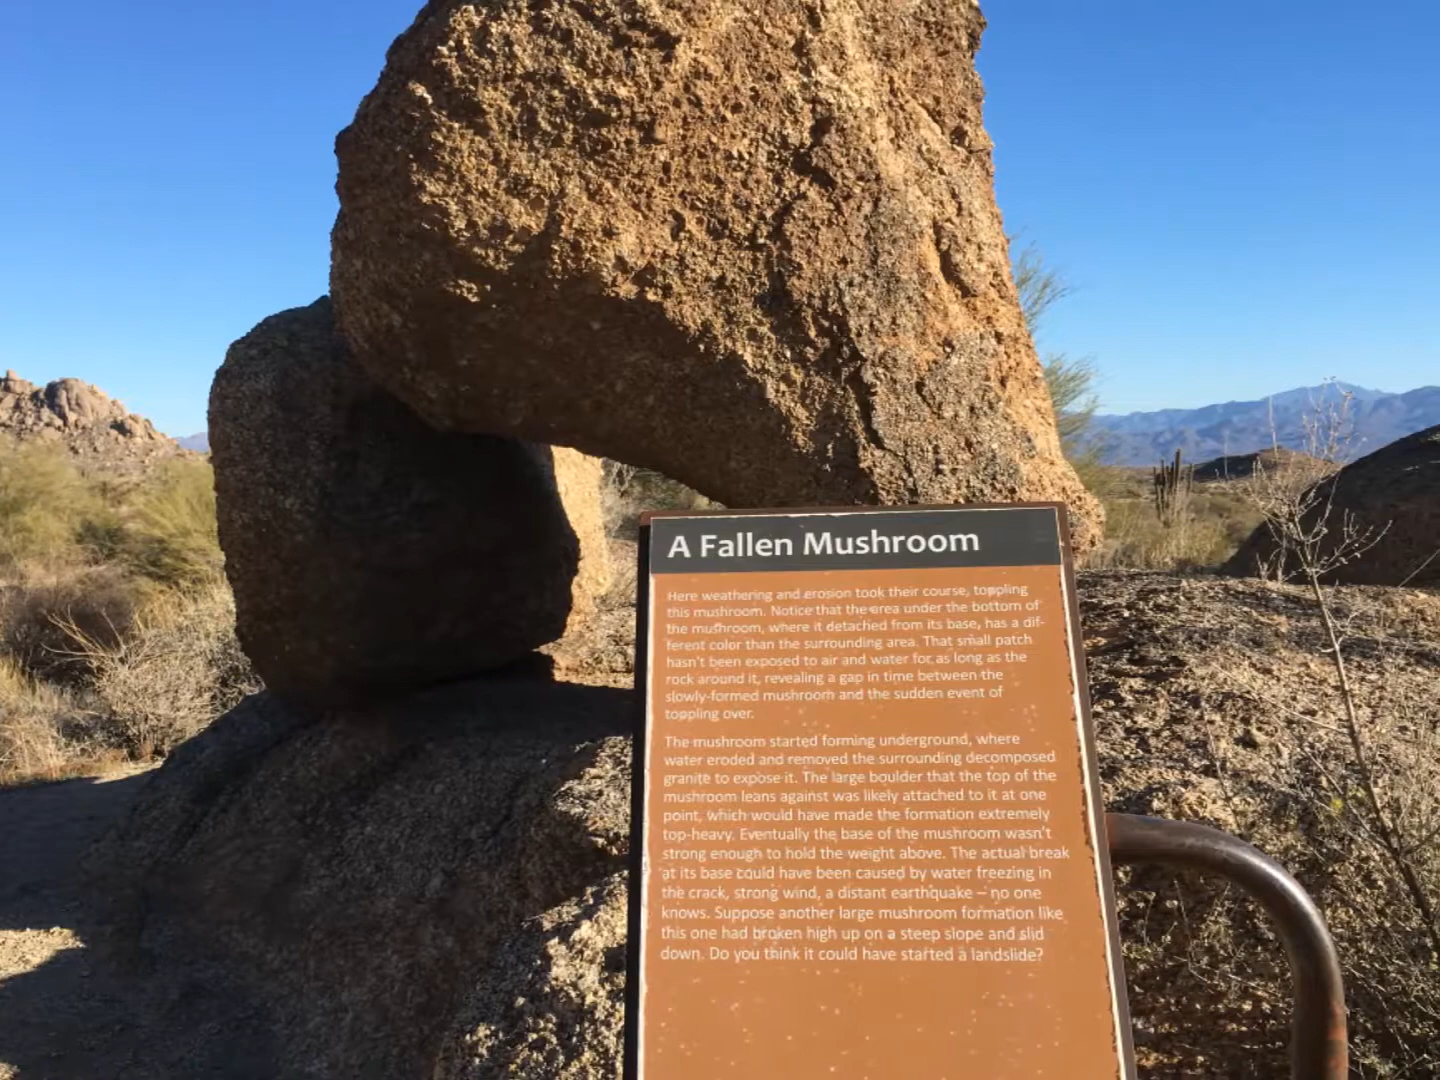 A Fallen Mushroom
Here weathering and erosion took their course, toppling
this mushroom. Notice that the area under the bottom of
the mushroom, where it detached from its base, has a dif-
ferent color than the surrounding area. That small patch
hasn't been exposed to air and water for as long as the
rock around it, revealing a gap in time between the
slowly-formed mushroom and the sudden event of
toppling over.
The mushroom started forming underground, where
water eroded and removed the surrounding decomposed
granite to expose it. The large boulder that the top of the
mushroom leans against was likely attached to it at one
point, which would have made the formation extremely
top-heavy. Eventually the base of the mushroom wasn't
strong enough to hold the weight above. The actual break
at its base could have been caused by water freezing in
the crack, strong wind, a distant earthquake – no one
knows. Suppose another large mushroom formation like
this one had broken high up on a steep slope and slid
down. Do you think it could have started a landslide?